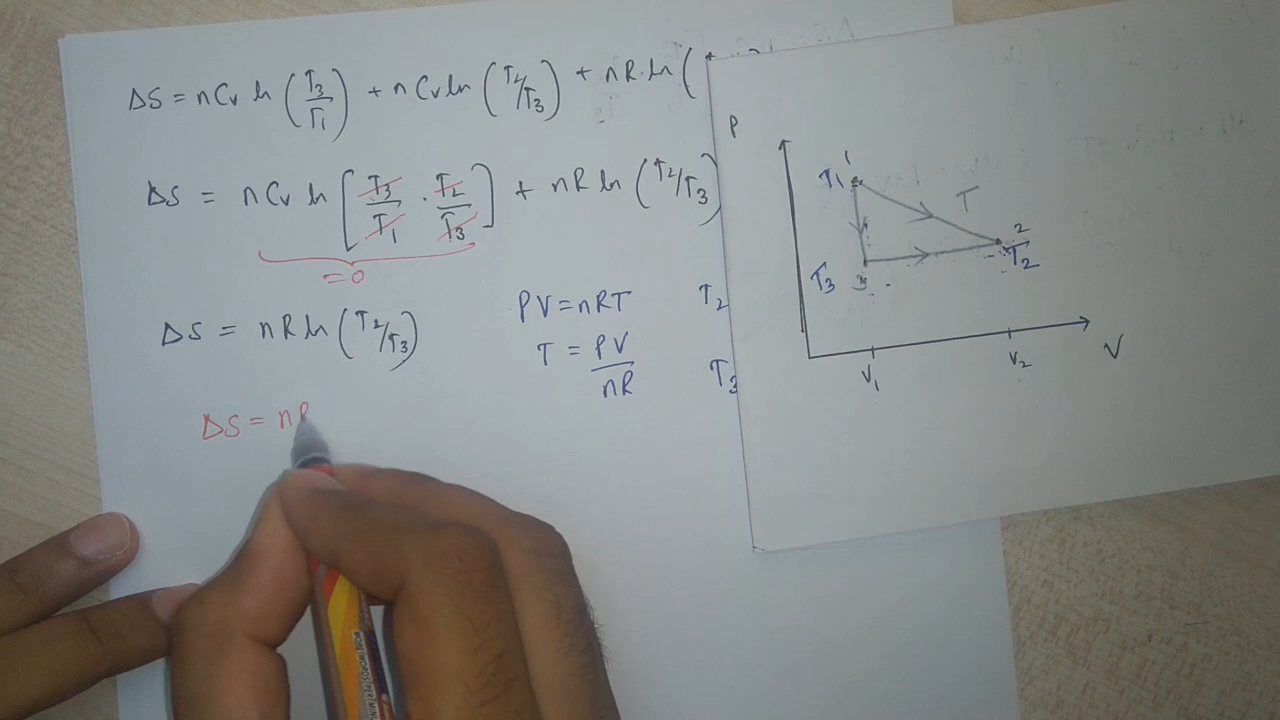 ΔS = nCv ln (T3/T1) + nCv ln (T2/T3) + nR ln (
ΔS = nCv ln [T3/T1 · T2/T3] + nR ln (T2/T3)
= 0
ΔS = nR ln (T2/T3)
PV = nRT
T = PV/nR
T2
T3
ΔS = nR
P
1
T1
T
2
T2
T3
3
V1
V2
V